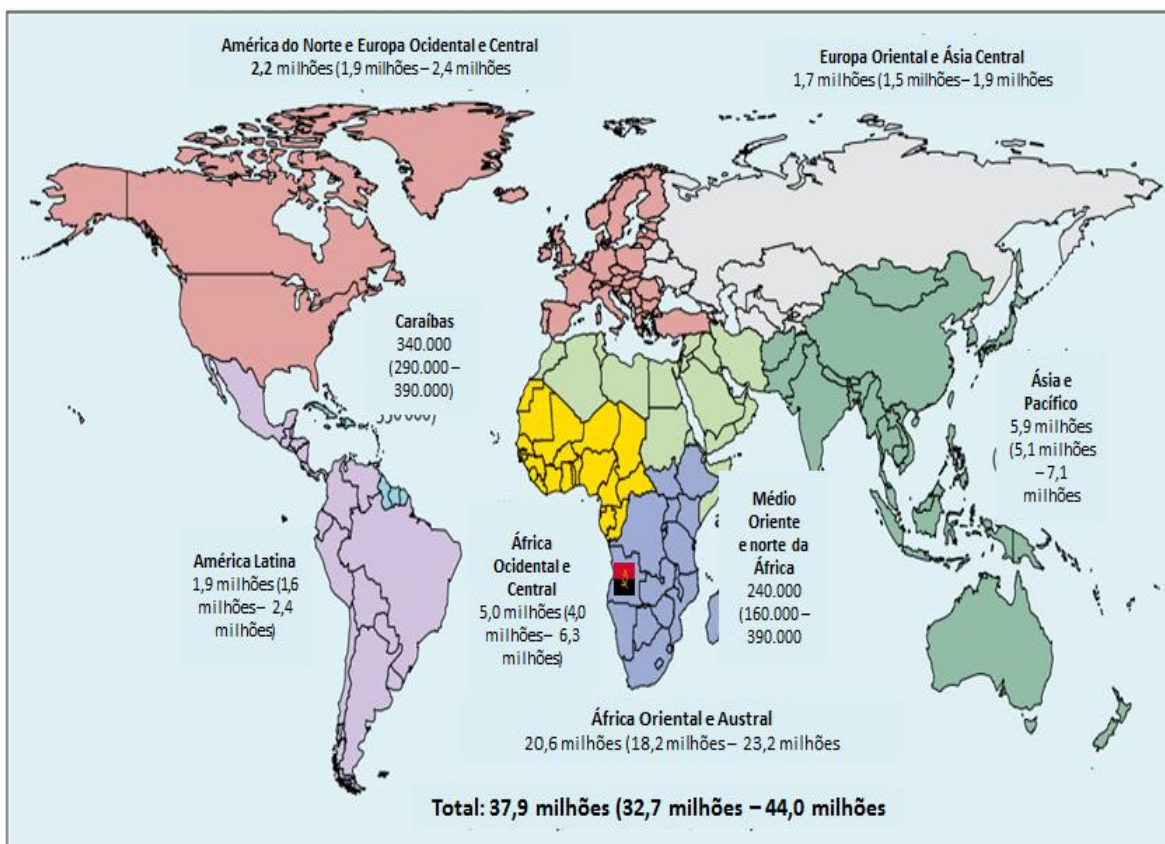 América do Norte e Europa Ocidental e Central
2,2 milhões (1,9 milhões – 2,4 milhões
Europa Oriental e Ásia Central
1,7 milhões (1,5 milhões – 1,9 milhões
Caraíbas
340.000
(290.000 –
390.000)
Ásia e
Pacífico
5,9 milhões
(5,1 milhões
– 7,1
milhões
América Latina
1,9 milhões (1,6
milhões – 2,4
milhões)
África
Ocidental e
Central
5,0 milhões (4,0
milhões – 6,3
milhões)
Médio
Oriente
e norte da
África
240.000
(160.000 –
390.000
África Oriental e Austral
20,6 milhões (18,2 milhões – 23,2 milhões
Total: 37,9 milhões (32,7 milhões – 44,0 milhões